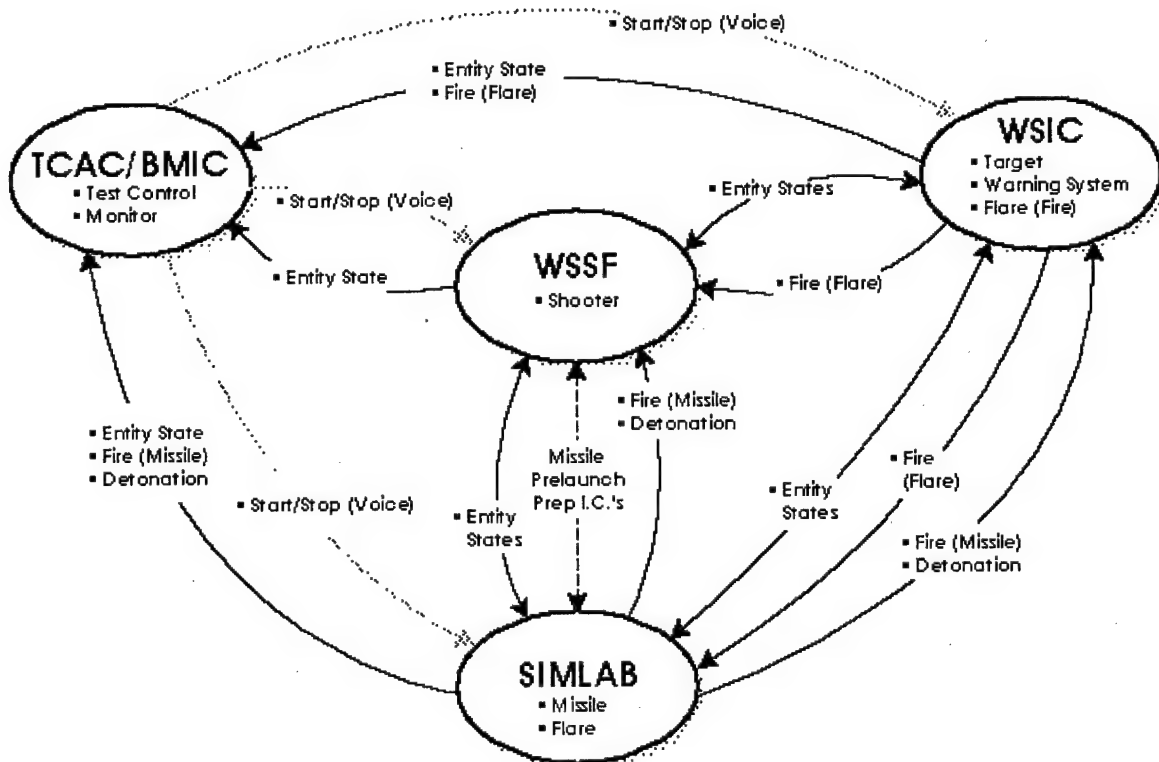 ▪ Start/Stop (Voice)
▪ Entity State
▪ Fire (Flare)
TCAC/BMIC
▪ Test Control
▪ Monitor
WSIC
▪ Target
▪ Warning System
▪ Flare (Fire)
▪ Start/Stop (Voice)
▪ Entity States
WSSF
▪ Shooter
▪ Entity State
▪ Fire (Flare)
▪ Entity State
▪ Fire (Missile)
▪ Detonation
▪ Start/Stop (Voice)
▪ Entity
States
Missile
Prelaunch
Prep I.C.'s
▪ Fire (Missile)
▪ Detonation
▪ Entity
States
▪ Fire
(Flare)
▪ Fire (Missile)
▪ Detonation
SIMLAB
▪ Missile
▪ Flare